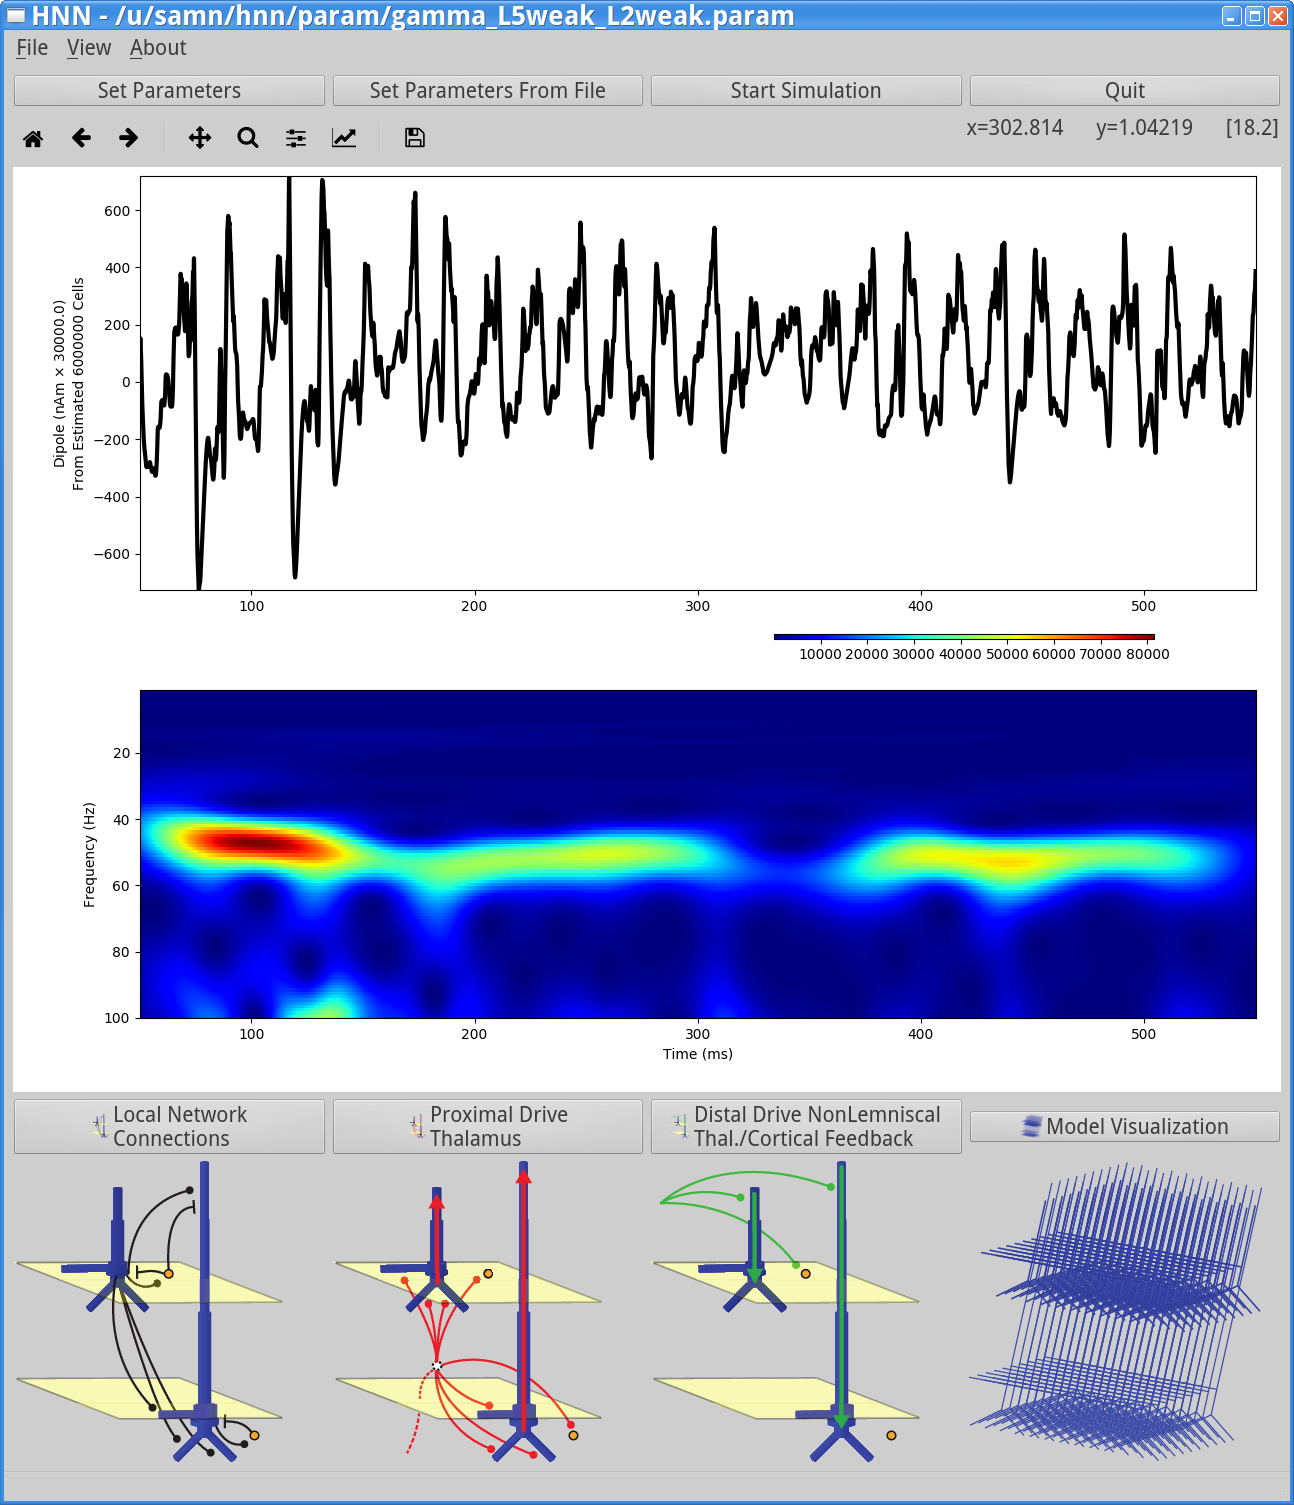 HNN - /u/samn/hnn/param/gamma_L5weak_L2weak.param
File View About
Set Parameters Set Parameters From File Start Simulation Quit
x=302.814 y=1.04219 [18.2]
Dipole (nAm × 30000.0)
From Estimated 6000000 Cells
600
400
200
0
−200
−400
−600
100 200 300 400 500
10000 20000 30000 40000 50000 60000 70000 80000
Frequency (Hz)
20
40
60
80
100
100 200 300 400 500
Time (ms)
Local Network
Connections
Proximal Drive
Thalamus
Distal Drive NonLemniscal
Thal./Cortical Feedback
Model Visualization